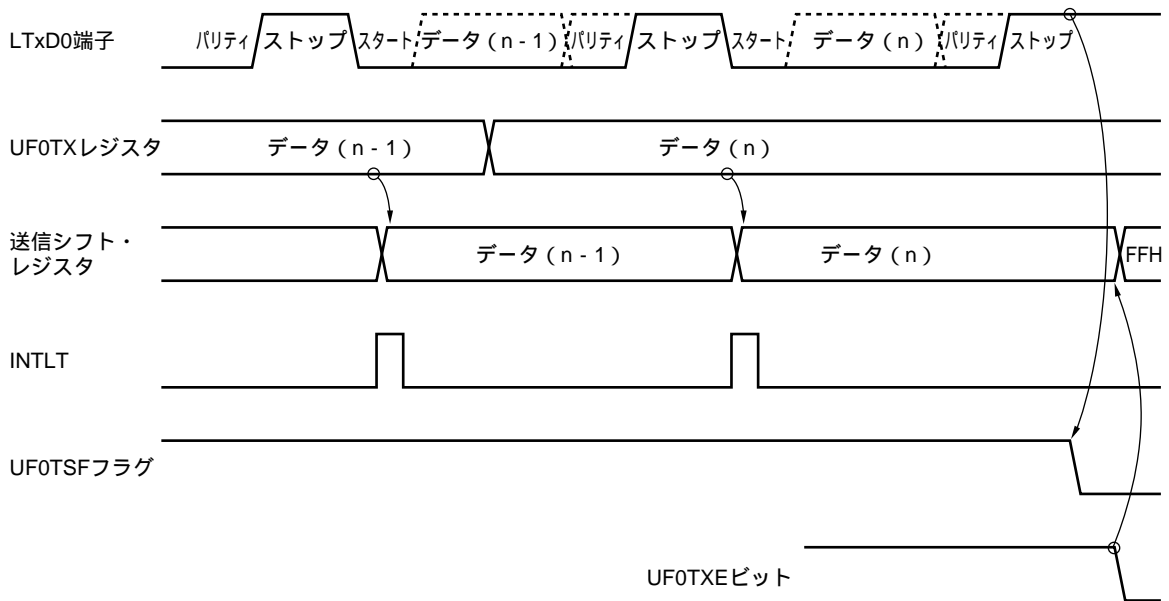 LTxD0端子 パリティ ストップ スタート データ（n - 1） パリティ ストップ スタート データ（n） パリティ ストップ
UF0TXレジスタ データ（n - 1） データ（n）
送信シフト・
レジスタ データ（n - 1） データ（n） FFH
INTLT
UF0TSFフラグ
UF0TXEビット